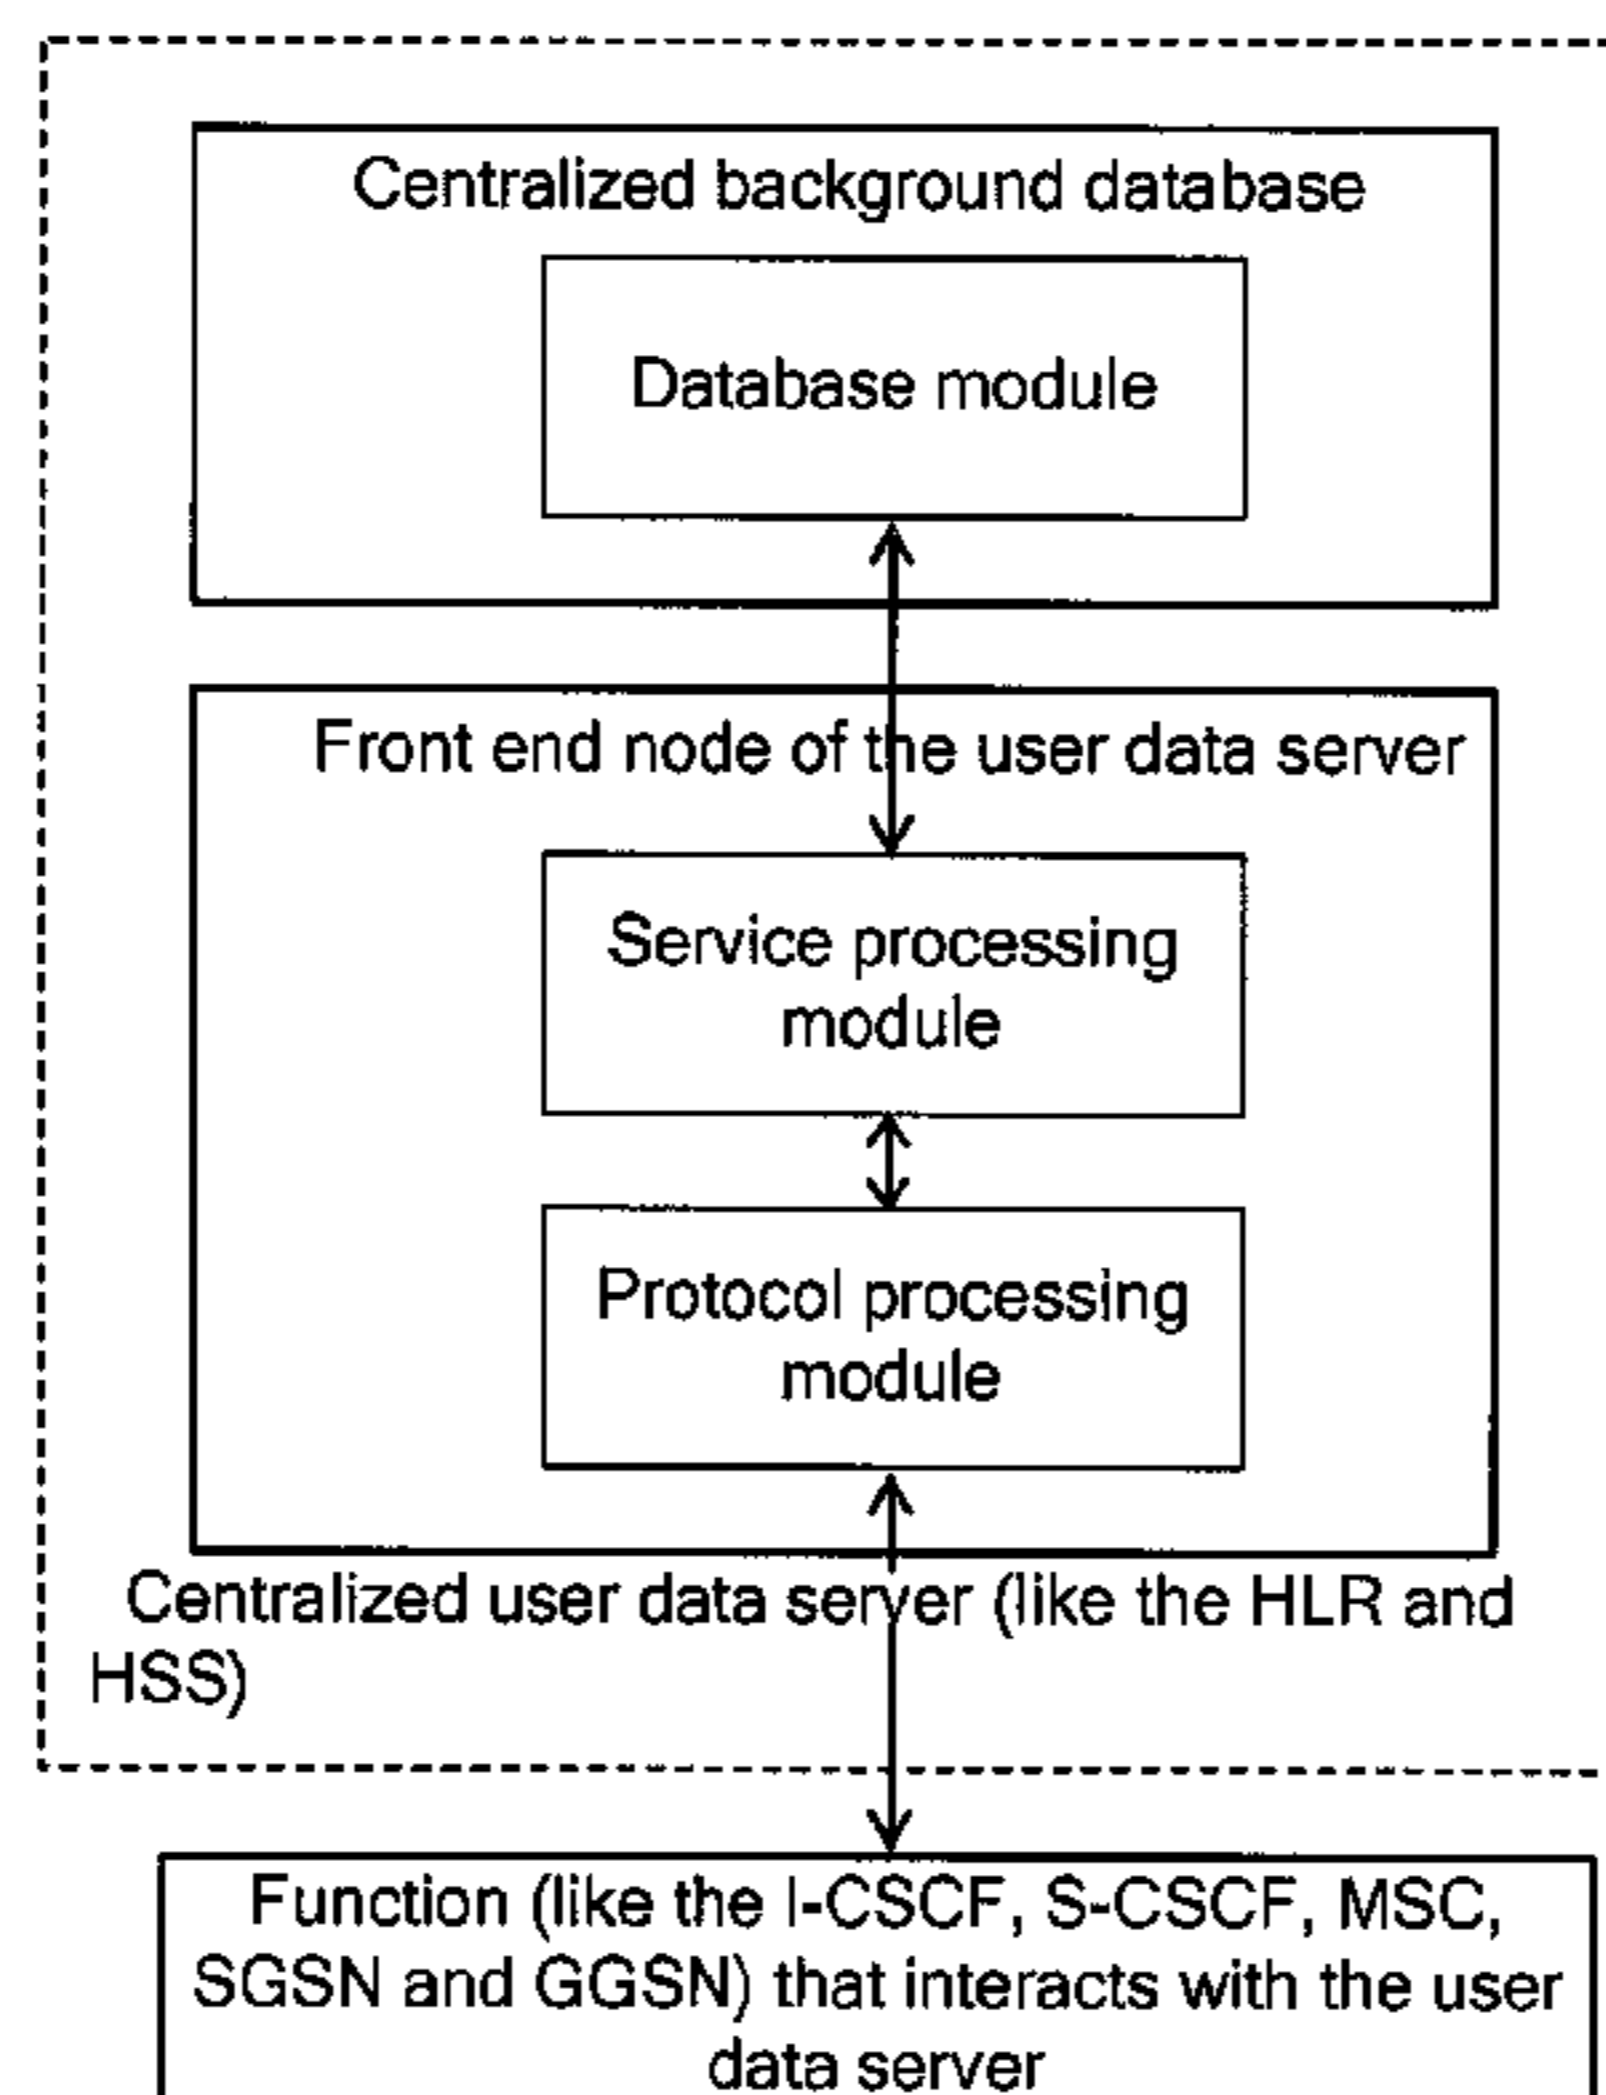 Centralized background database
Database module
Front end node of the user data server
Service processing
module
Protocol processing
module
Centralized user data server (like the HLR and
HSS)
Function (like the I-CSCF, S-CSCF, MSC,
SGSN and GGSN) that interacts with the user
data server